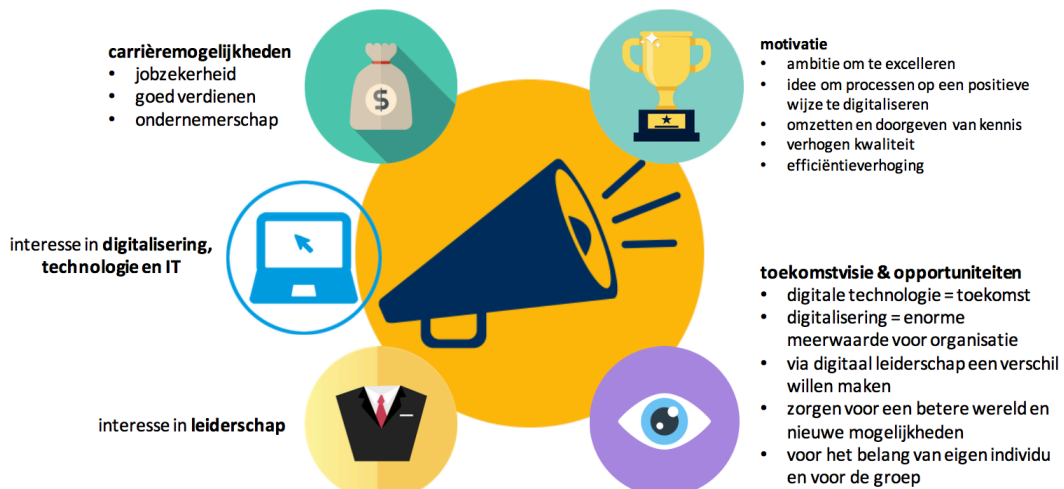 carrièremogelijkheden
• jobzekerheid
• goed verdienen
• ondernemerschap
$
motivatie
• ambitie om te excelleren
• idee om processen op een positieve
wijze te digitaliseren
• omzetten en doorgeven van kennis
• verhogen kwaliteit
• efficiëntieverhoging
interesse in digitalisering,
technologie en IT
toekomstvisie & opportuniteiten
• digitale technologie = toekomst
• digitalisering = enorme
meerwaarde voor organisatie
• via digitaal leiderschap een verschil
willen maken
• zorgen voor een betere wereld en
nieuwe mogelijkheden
• voor het belang van eigen individu
en voor de groep
interesse in leiderschap